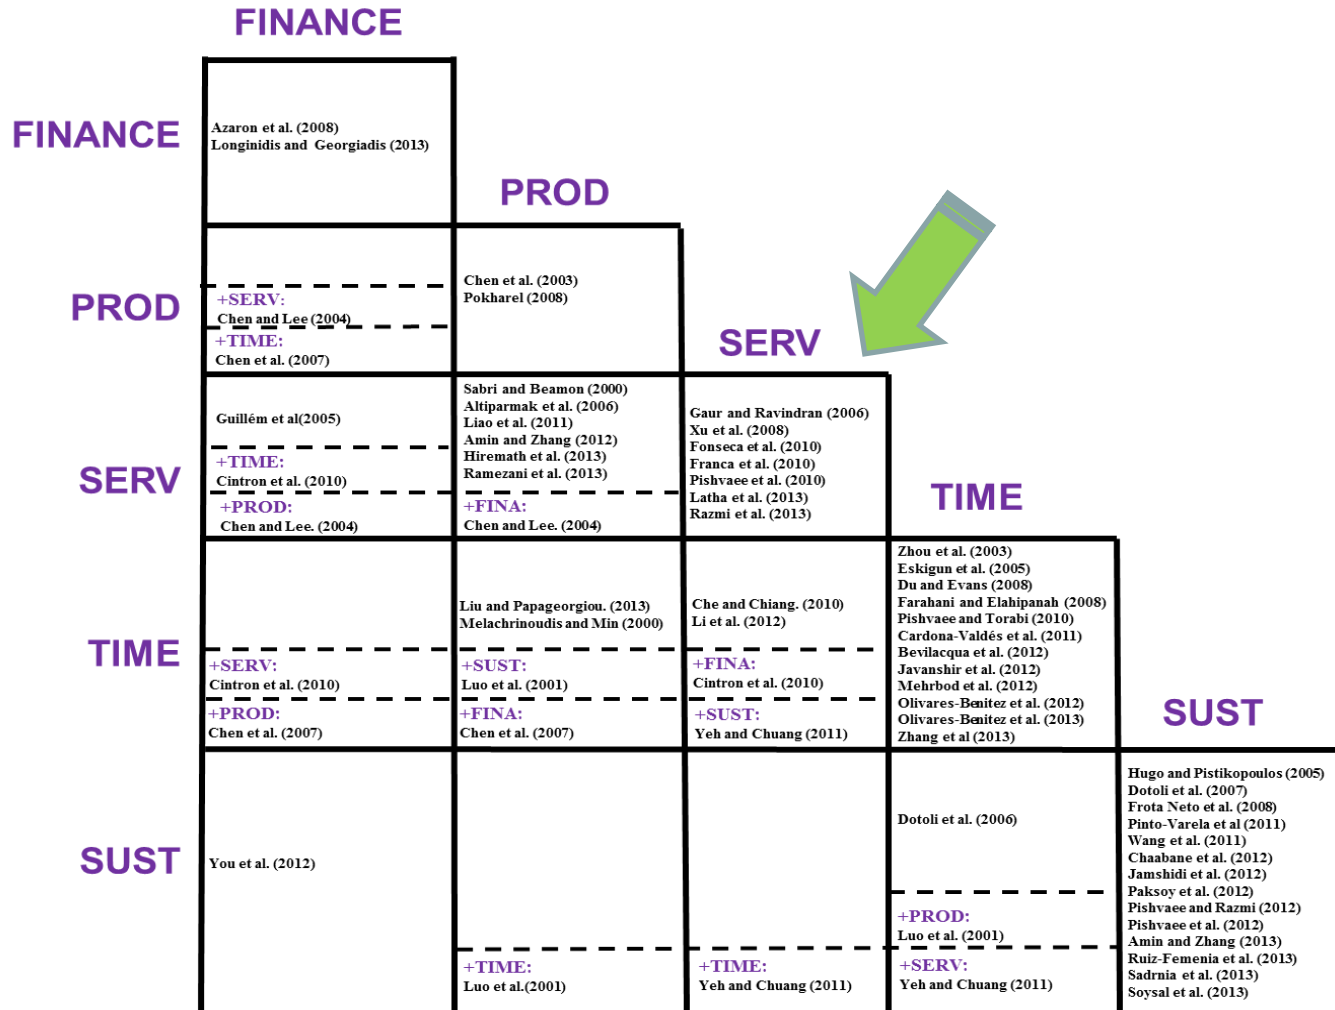 FINANCE
FINANCE
Azaron et al. (2008)
Longinidis and Georgiadis (2013)
PROD
PROD
+SERV:
Chen and Lee (2004)
+TIME:
Chen et al. (2007)
Chen et al. (2003)
Pokharel (2008)
SERV
SERV
Guillém et al(2005)
+TIME:
Cintron et al. (2010)
+PROD:
Chen and Lee. (2004)
Sabri and Beamon (2000)
Altiparmak et al. (2006)
Liao et al. (2011)
Amin and Zhang (2012)
Hiremath et al. (2013)
Ramezani et al. (2013)
+FINA:
Chen and Lee. (2004)
Gaur and Ravindran (2006)
Xu et al. (2008)
Fonseca et al. (2010)
Franca et al. (2010)
Pishvaee et al. (2010)
Latha et al. (2013)
Razmi et al. (2013)
TIME
TIME
+SERV:
Cintron et al. (2010)
+PROD:
Chen et al. (2007)
Liu and Papageorgiou. (2013)
Melachrinoudis and Min (2000)
+SUST:
Luo et al. (2001)
+FINA:
Chen et al. (2007)
Che and Chiang. (2010)
Li et al. (2012)
+FINA:
Cintron et al. (2010)
+SUST:
Yeh and Chuang (2011)
Zhou et al. (2003)
Eskigun et al. (2005)
Du and Evans (2008)
Farahani and Elahipanah (2008)
Pishvaee and Torabi (2010)
Cardona-Valdés et al. (2011)
Bevilacqua et al. (2012)
Javanshir et al. (2012)
Mehrbod et al. (2012)
Olivares-Benitez et al. (2012)
Olivares-Benitez et al. (2013)
Zhang et al (2013)
SUST
SUST
You et al. (2012)
+TIME:
Luo et al.(2001)
+TIME:
Yeh and Chuang (2011)
Dotoli et al. (2006)
+PROD:
Luo et al. (2001)
+SERV:
Yeh and Chuang (2011)
Hugo and Pistikopoulos (2005)
Dotoli et al. (2007)
Frota Neto et al. (2008)
Pinto-Varela et al (2011)
Wang et al. (2011)
Chaabane et al. (2012)
Jamshidi et al. (2012)
Paksoy et al. (2012)
Pishvaee and Razmi (2012)
Pishvaee et al. (2012)
Amin and Zhang (2013)
Ruiz-Femenia et al. (2013)
Sadrnia et al. (2013)
Soysal et al. (2013)